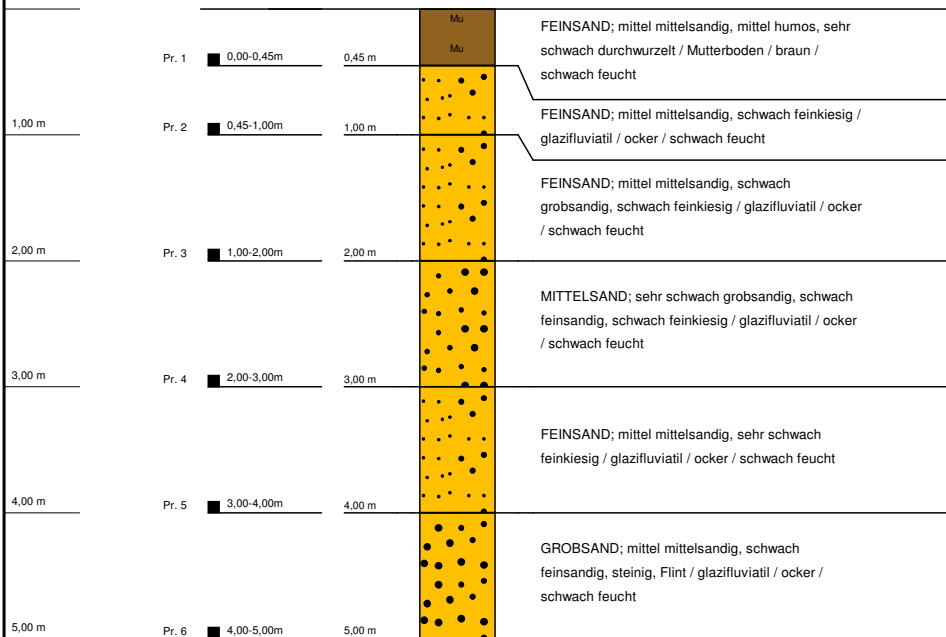 Mu
FEINSAND; mittel mittelsandig, mittel humos, sehr
schwach durchwurzelt / Mutterboden / braun /
schwach feucht
Mu
Pr. 1 0,00-0,45m 0,45 m
FEINSAND; mittel mittelsandig, schwach feinkiesig /
glazifluviatil / ocker / schwach feucht
1,00 m Pr. 2 0,45-1,00m 1,00 m
FEINSAND; mittel mittelsandig, schwach
grobsandig, schwach feinkiesig / glazifluviatil / ocker
/ schwach feucht
2,00 m Pr. 3 1,00-2,00m 2,00 m
MITTELSAND; sehr schwach grobsandig, schwach
feinsandig, schwach feinkiesig / glazifluviatil / ocker
/ schwach feucht
3,00 m Pr. 4 2,00-3,00m 3,00 m
FEINSAND; mittel mittelsandig, sehr schwach
feinkiesig / glazifluviatil / ocker / schwach feucht
4,00 m Pr. 5 3,00-4,00m 4,00 m
GROBSAND; mittel mittelsandig, schwach
feinsandig, steinig, Flint / glazifluviatil / ocker /
schwach feucht
5,00 m Pr. 6 4,00-5,00m 5,00 m